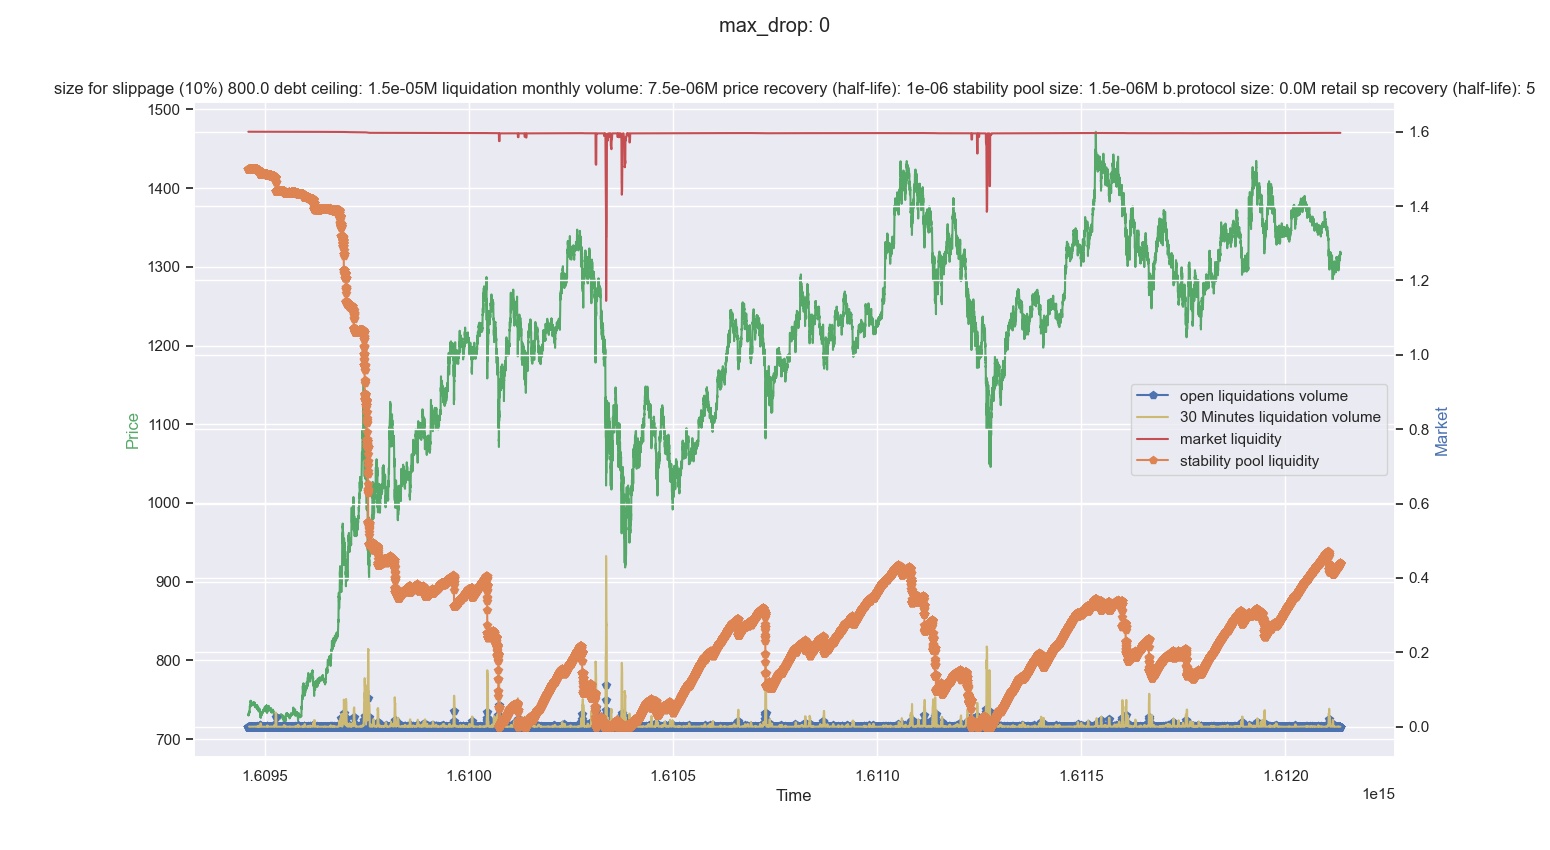 max_drop: 0
size for slippage (10%) 800.0 debt ceiling: 1.5e-05M liquidation monthly volume: 7.5e-06M price recovery (half-life): 1e-06 stability pool size: 1.5e-06M b.protocol size: 0.0M retail sp recovery (half-life): 5
1500
1400
1300
1200
1100
1000
900
800
700
Price
1.6
1.4
1.2
1.0
0.8
0.6
0.4
0.2
0.0
Market
open liquidations volume
30 Minutes liquidation volume
market liquidity
stability pool liquidity
1.6095
1.6100
1.6105
1.6110
1.6115
1.6120
Time
1e15